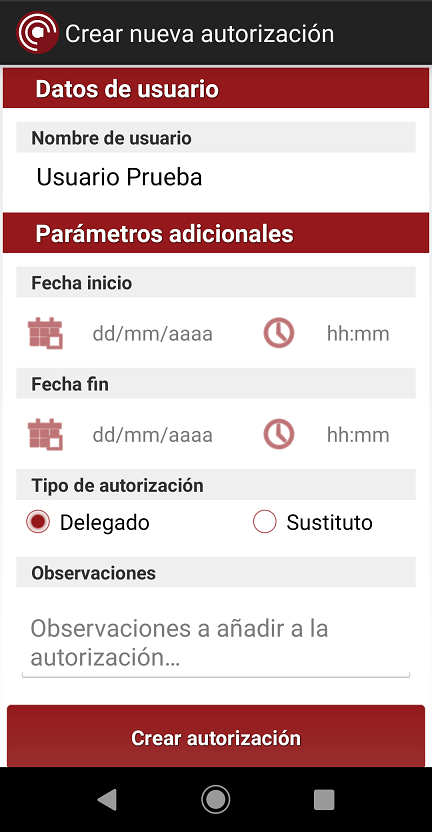 Crear nueva autorización
Datos de usuario
Nombre de usuario
Usuario Prueba
Parámetros adicionales
Fecha inicio
dd/mm/aaaa hh:mm
Fecha fin
dd/mm/aaaa hh:mm
Tipo de autorización
Delegado Sustituto
Observaciones
Observaciones a añadir a la
autorización...
Crear autorización